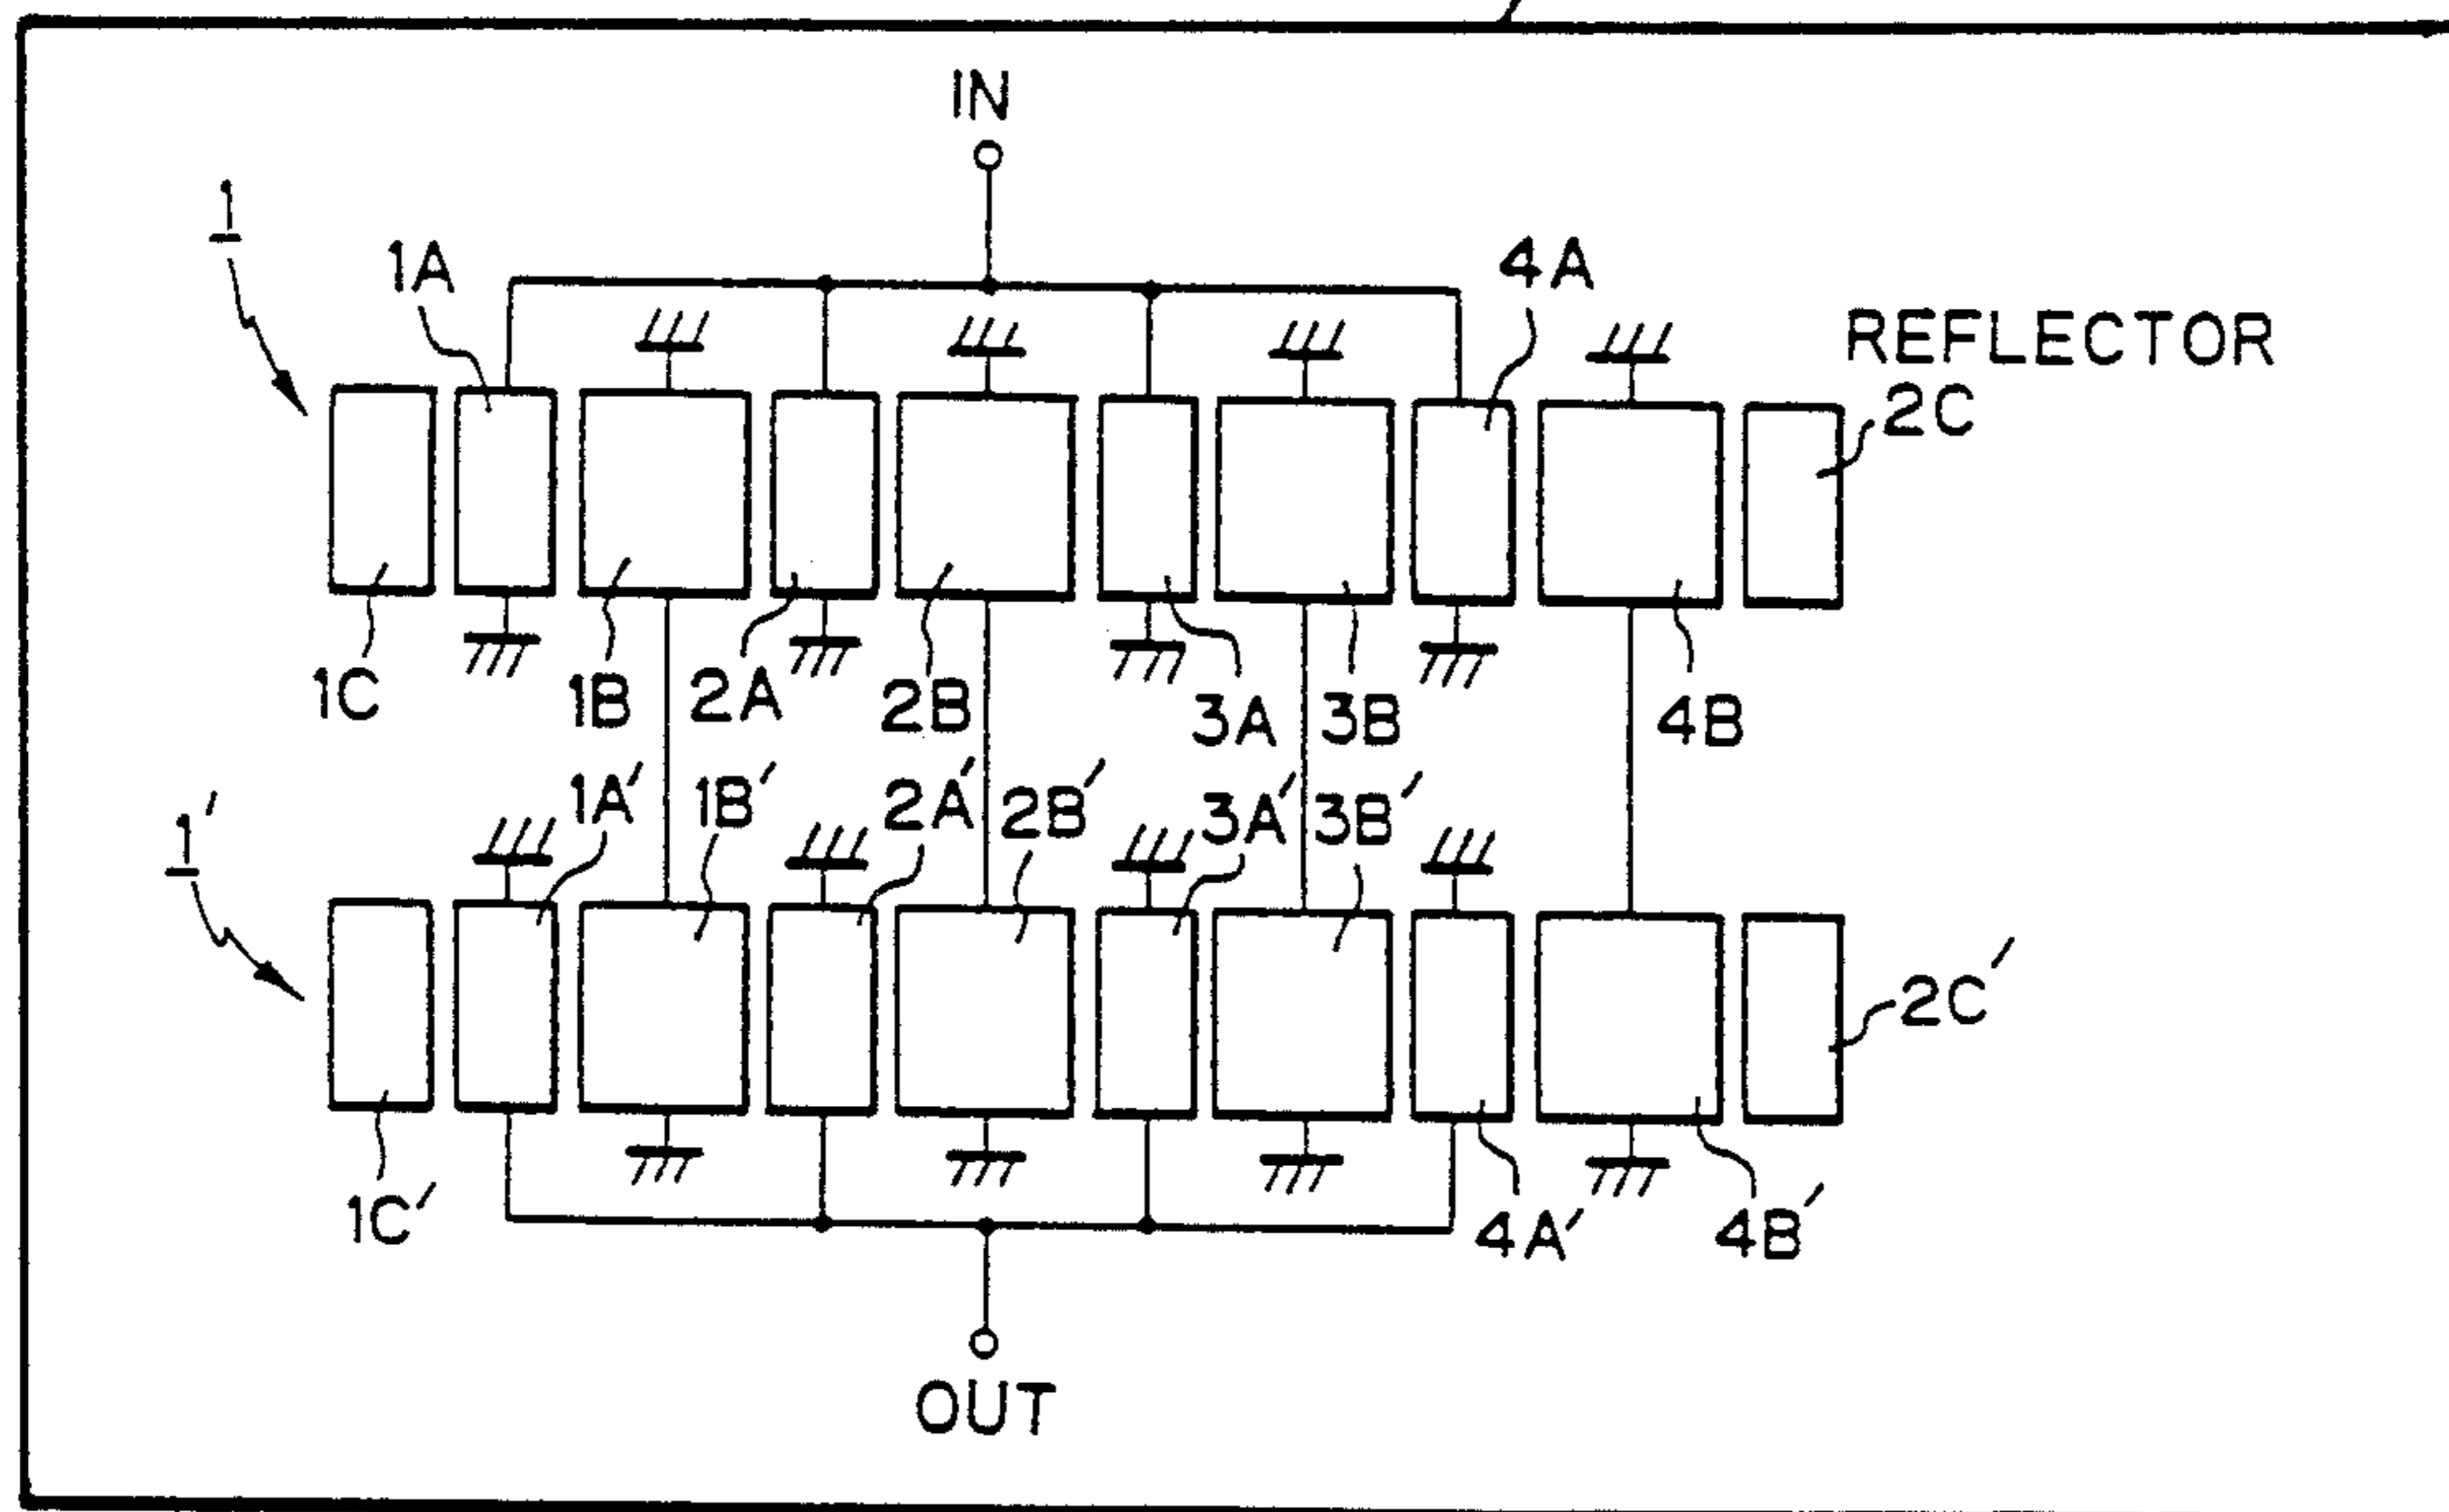 IN
1
1A
4A
REFLECTOR
2C
1C
1B
2A
2B
3A
3B
4B
1'
1A'
1B'
2A'
2B'
3A'
3B'
2C'
1C'
4A'
4B'
OUT